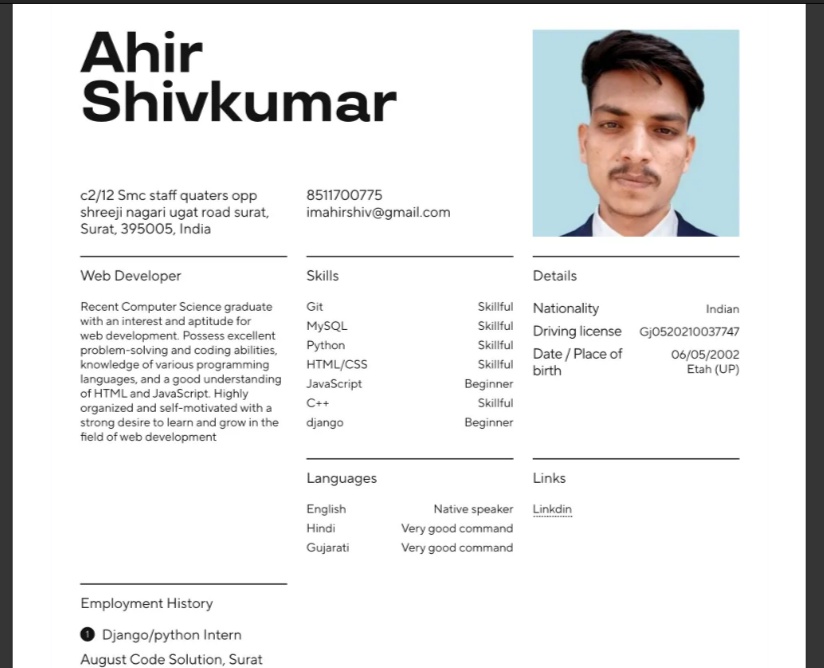 Ahir
Shivkumar
c2/12 Smc staff quaters opp
shreeji nagari ugat road surat,
Surat, 395005, India
8511700775
imahirshiv@gmail.com
Web Developer
Recent Computer Science graduate
with an interest and aptitude for
web development. Possess excellent
problem-solving and coding abilities,
knowledge of various programming
languages, and a good understanding
of HTML and JavaScript. Highly
organized and self-motivated with a
strong desire to learn and grow in the
field of web development
Skills
Git Skillful
MySQL Skillful
Python Skillful
HTML/CSS Skillful
JavaScript Beginner
C++ Skillful
django Beginner
Details
Nationality Indian
Driving license Gj0520210037747
Date / Place of 06/05/2002
birth Etah (UP)
Languages
English Native speaker
Hindi Very good command
Gujarati Very good command
Links
Linkdin
Employment History
1 Django/python Intern
August Code Solution, Surat